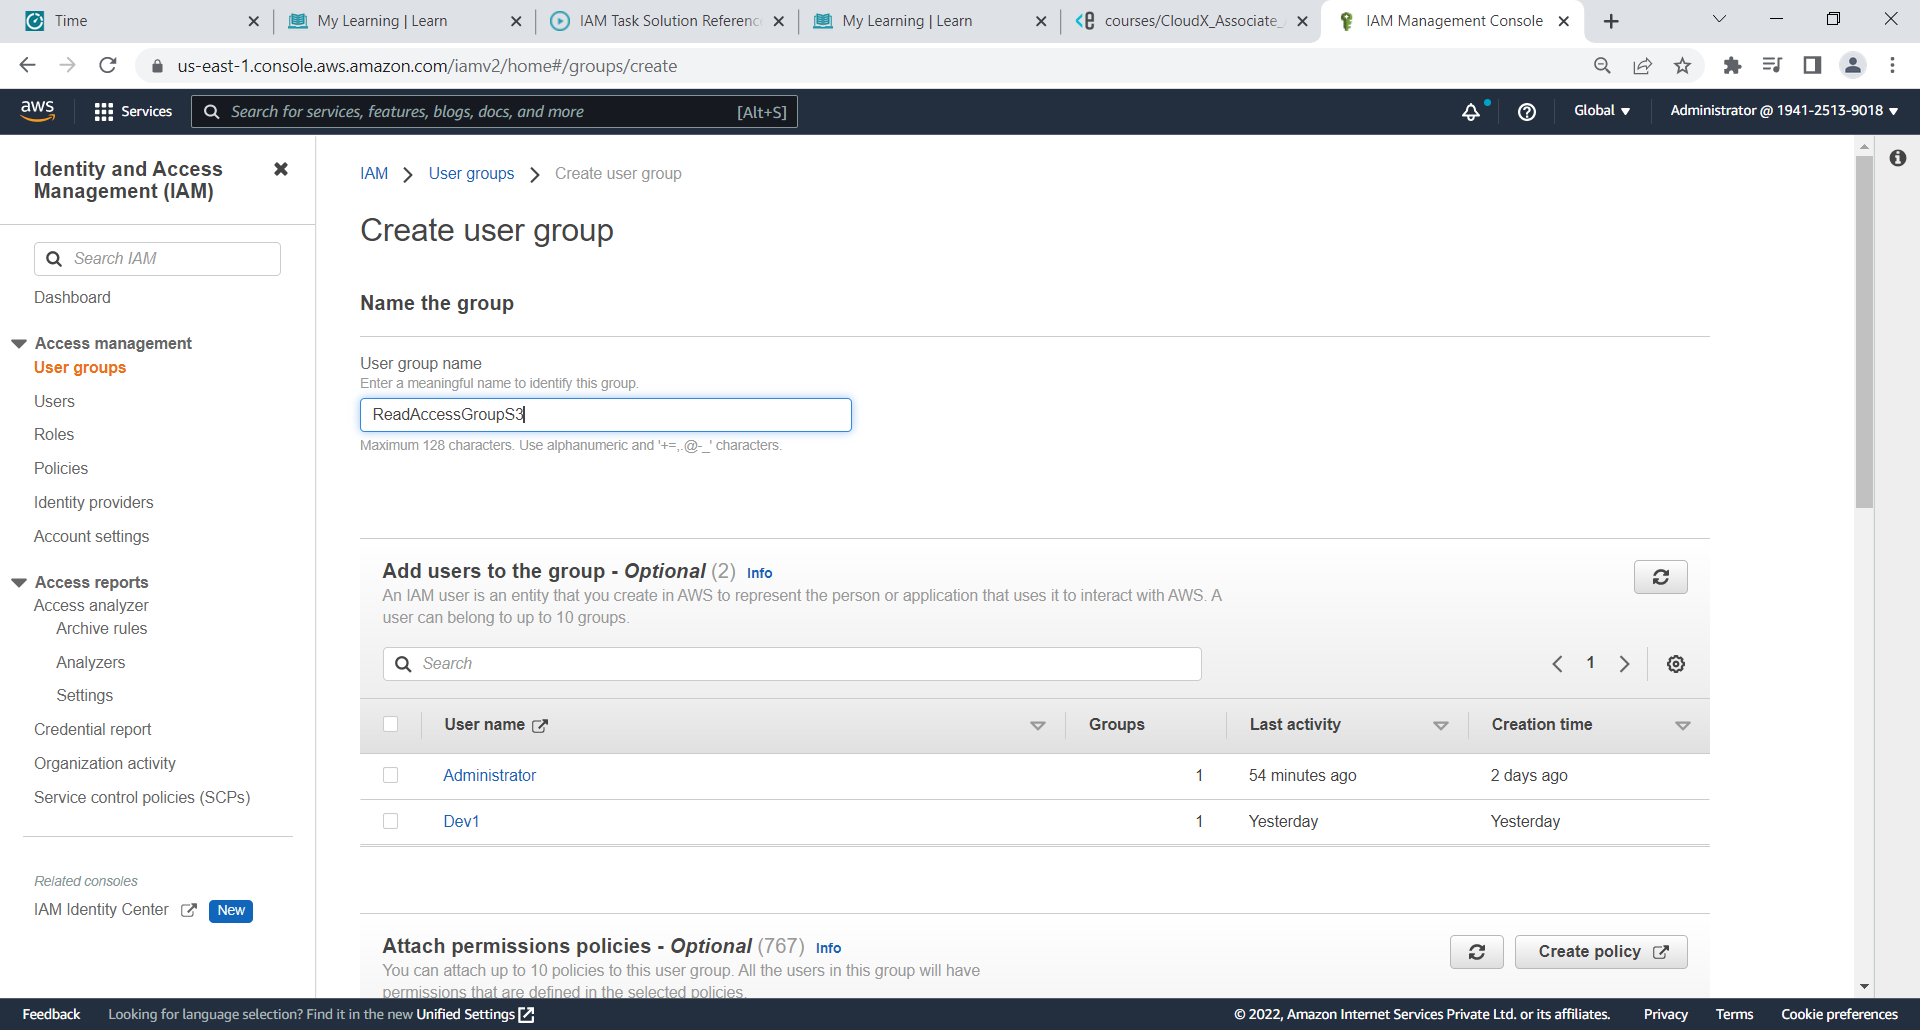 Time
My Learning | Learn
IAM Task Solution Referenc
My Learning | Learn
courses/CloudX_Associate_
IAM Management Console
us-east-1.console.aws.amazon.com/iamv2/home#/groups/create
aws
Services
Search for services, features, blogs, docs, and more
[Alt+S]
Global
Administrator @ 1941-2513-9018
Identity and Access
Management (IAM)
Search IAM
Dashboard
Access management
User groups
Users
Roles
Policies
Identity providers
Account settings
Access reports
Access analyzer
Archive rules
Analyzers
Settings
Credential report
Organization activity
Service control policies (SCPs)
Related consoles
IAM Identity Center
New
IAM
User groups
Create user group
Create user group
Name the group
User group name
Enter a meaningful name to identify this group.
ReadAccessGroupS3
Maximum 128 characters. Use alphanumeric and '+=,.@-_' characters.
Add users to the group - Optional (2) Info
An IAM user is an entity that you create in AWS to represent the person or application that uses it to interact with AWS. A
user can belong to up to 10 groups.
Search
1
User name
Groups
Last activity
Creation time
Administrator 1 54 minutes ago 2 days ago
Dev1 1 Yesterday Yesterday
Attach permissions policies - Optional (767) Info
You can attach up to 10 policies to this user group. All the users in this group will have
permissions that are defined in the selected policies.
Create policy
Feedback
Looking for language selection? Find it in the new Unified Settings
© 2022, Amazon Internet Services Private Ltd. or its affiliates.
Privacy
Terms
Cookie preferences